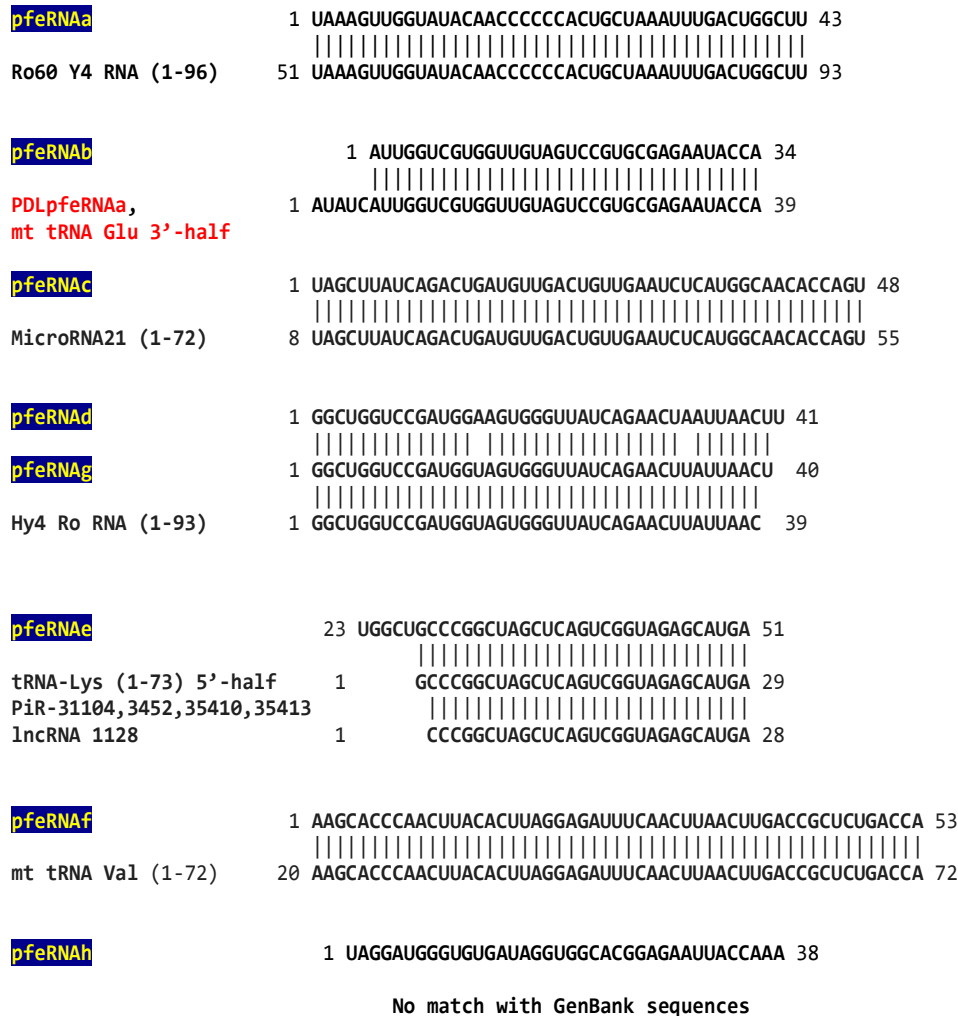 pfeRNAa 1 UAAAGUUGGUAUACAACCCCCCACUGCUAAAUUUGACUGGCUU 43
|||||||||||||||||||||||||||||||||||||||||||
Ro60 Y4 RNA (1-96) 51 UAAAGUUGGUAUACAACCCCCCACUGCUAAAUUUGACUGGCUU 93
pfeRNAb 1 AUUGGUCGUGGUUGUAGUCCGUGCGAGAAUACCA 34
||||||||||||||||||||||||||||||||||
PDLpfeRNAa, 1 AUAUCAUUGGUCGUGGUUGUAGUCCGUGCGAGAAUACCA 39
mt tRNA Glu 3’-half
pfeRNAc 1 UAGCUUAUCAGACUGAUGUUGACUGUUGAAUCUCAUGGCAACACCAGU 48
||||||||||||||||||||||||||||||||||||||||||||||||
MicroRNA21 (1-72) 8 UAGCUUAUCAGACUGAUGUUGACUGUUGAAUCUCAUGGCAACACCAGU 55
pfeRNAd 1 GGCUGGUCCGAUGGAAGUGGGUUAUCAGAACUAAUUAACUU 41
|||||||||||||| ||||||||||||||||| |||||||
pfeRNAg 1 GGCUGGUCCGAUGGUAGUGGGUUAUCAGAACUUAUUAACU 40
|||||||||||||||||||||||||||||||||||||||
Hy4 Ro RNA (1-93) 1 GGCUGGUCCGAUGGUAGUGGGUUAUCAGAACUUAUUAAC 39
pfeRNAe 23 UGGCUGCCCGGCUAGCUCAGUCGGUAGAGCAUGA 51
|||||||||||||||||||||||||||||
tRNA-Lys (1-73) 5’-half 1 GCCCGGCUAGCUCAGUCGGUAGAGCAUGA 29
PiR-31104,3452,35410,35413 ||||||||||||||||||||||||||||
lncRNA 1128 1 CCCGGCUAGCUCAGUCGGUAGAGCAUGA 28
pfeRNAf 1 AAGCACCCAACUUACACUUAGGAGAUUUCAACUUAACUUGACCGCUCUGACCA 53
|||||||||||||||||||||||||||||||||||||||||||||||||||||
mt tRNA Val (1-72) 20 AAGCACCCAACUUACACUUAGGAGAUUUCAACUUAACUUGACCGCUCUGACCA 72
pfeRNAh 1 UAGGAUGGGUGUGAUAGGUGGCACGGAGAAUUACCAAA 38
No match with GenBank sequences